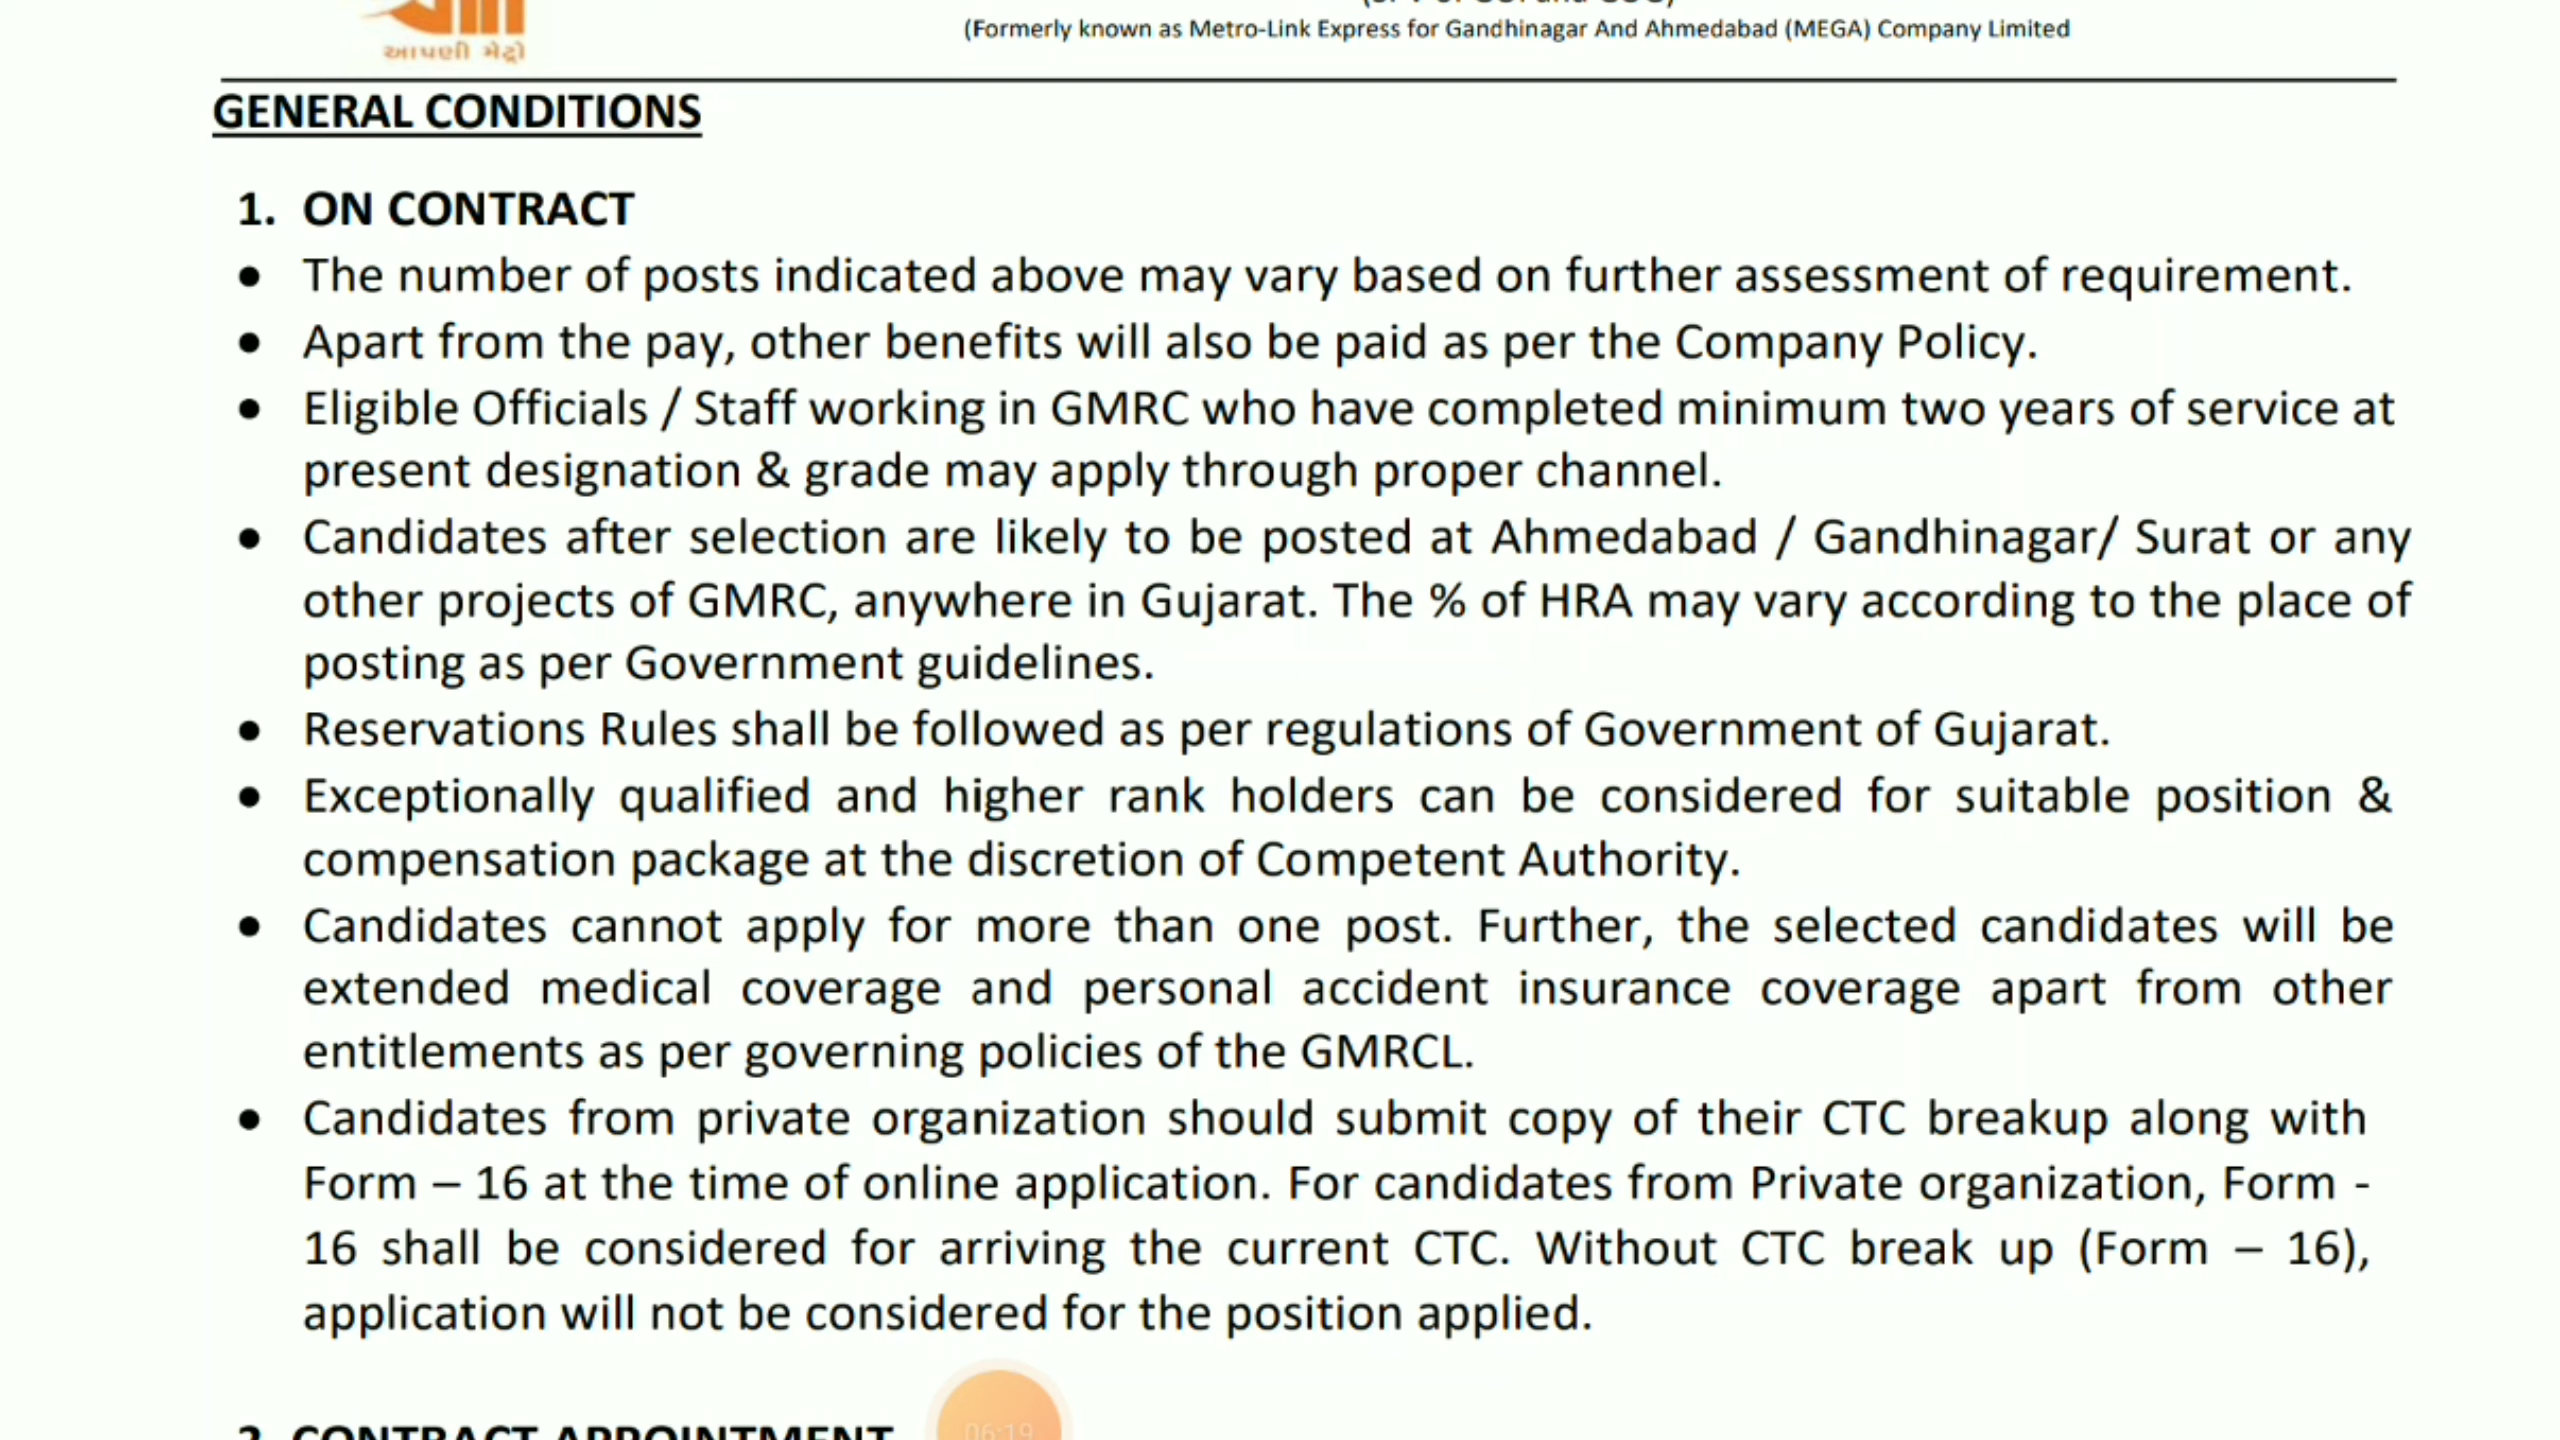 આપણી મેટ્રો
(Formerly known as Metro-Link Express for Gandhinagar And Ahmedabad (MEGA) Company Limited
GENERAL CONDITIONS
1. ON CONTRACT
● The number of posts indicated above may vary based on further assessment of requirement.
● Apart from the pay, other benefits will also be paid as per the Company Policy.
● Eligible Officials / Staff working in GMRC who have completed minimum two years of service at
present designation & grade may apply through proper channel.
● Candidates after selection are likely to be posted at Ahmedabad / Gandhinagar/ Surat or any
other projects of GMRC, anywhere in Gujarat. The % of HRA may vary according to the place of
posting as per Government guidelines.
● Reservations Rules shall be followed as per regulations of Government of Gujarat.
● Exceptionally qualified and higher rank holders can be considered for suitable position &
compensation package at the discretion of Competent Authority.
● Candidates cannot apply for more than one post. Further, the selected candidates will be
extended medical coverage and personal accident insurance coverage apart from other
entitlements as per governing policies of the GMRCL.
● Candidates from private organization should submit copy of their CTC breakup along with
Form – 16 at the time of online application. For candidates from Private organization, Form -
16 shall be considered for arriving the current CTC. Without CTC break up (Form – 16),
application will not be considered for the position applied.
2. CONTRACT APPOINTMENT
06:19